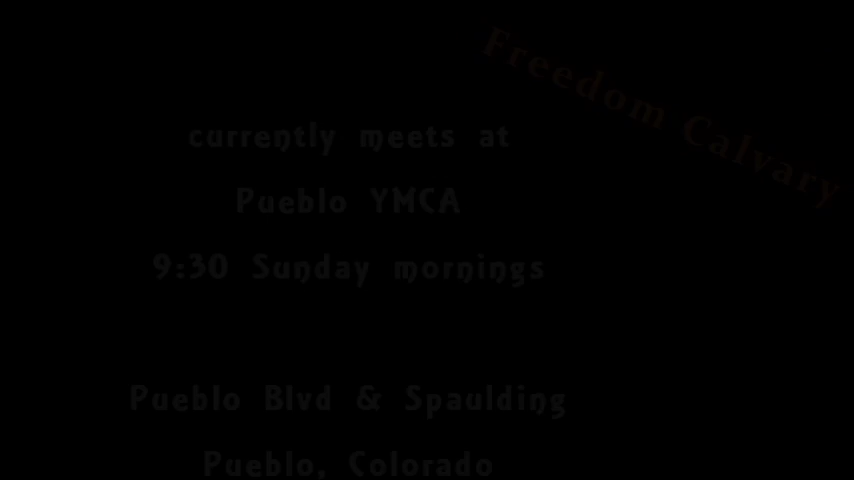 Freedom Calvary
currently meets at
Pueblo YMCA
9:30 Sunday mornings
Pueblo Blvd & Spaulding
Pueblo, Colorado